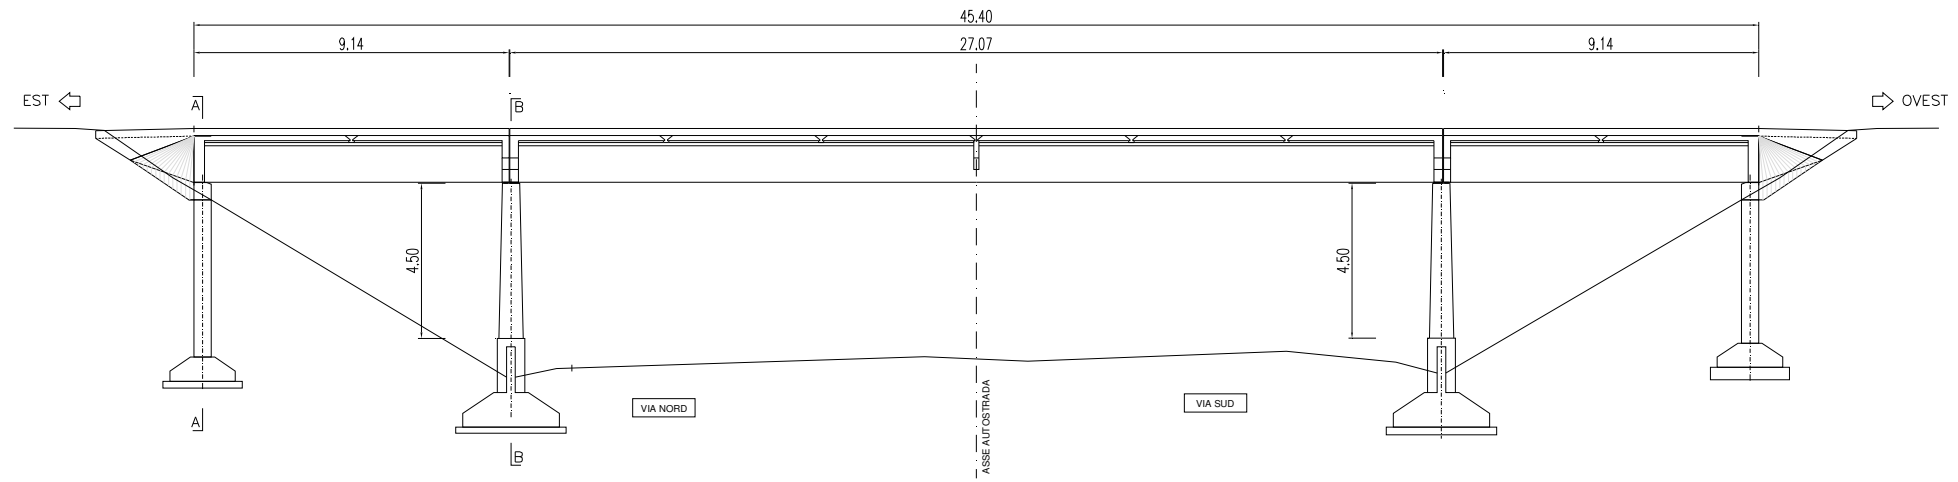 45.40
9.14
27.07
9.14
EST
A
B
OVEST
4.50
4.50
VIA NORD
VIA SUD
ASSE AUTOSTRADA
A
B